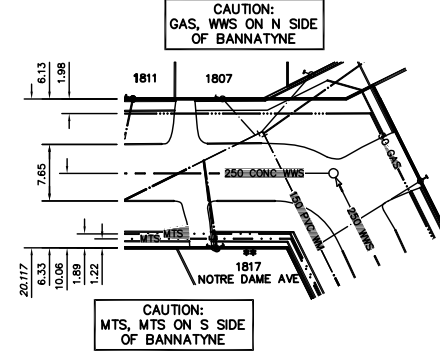 CAUTION:
GAS, WWS ON N SIDE
OF BANNATYNE
6.13
1.98
1811
1807
7.65
GAS
250 CONC WWS
150 PVC WM
250 WWS
MTS
MTS
20.117
6.33
10.06
1.89
1.22
1817
NOTRE DAME AVE
CAUTION:
MTS, MTS ON S SIDE
OF BANNATYNE